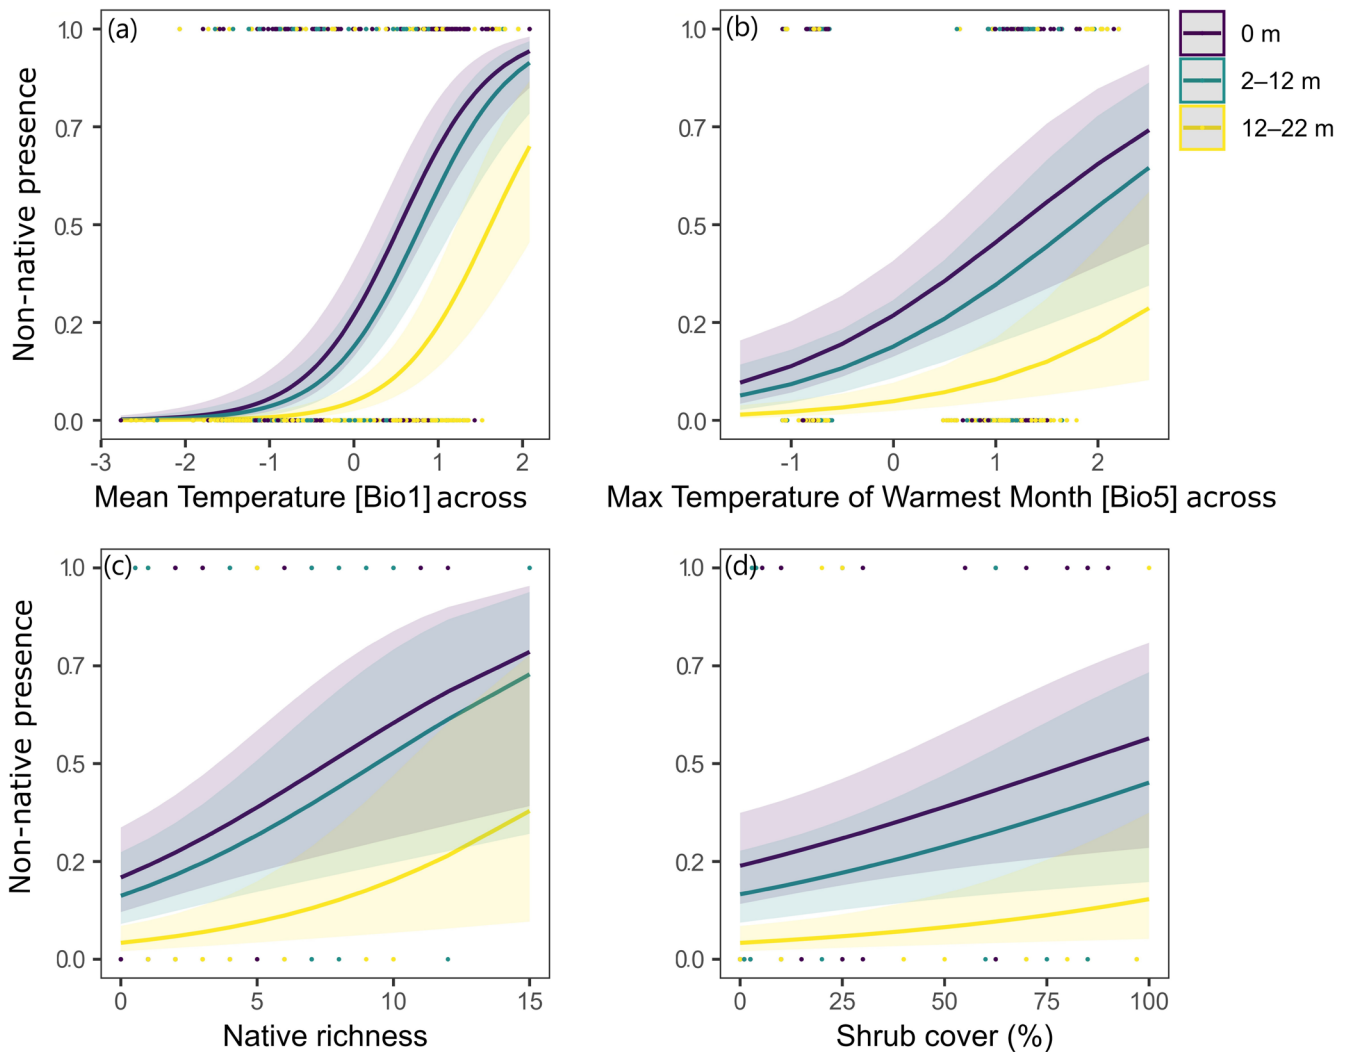 (a)
Non-native presence
10
0.7
0.5
0.2
0.0
-3 -2 -1 0 1 2
Mean Temperature [Bio1] across
(b)
10
0.7
0.5
0.2
0.0
-1 0 1 2
Max Temperature of Warmest Month [Bio5] across
0 m
2–12 m
12–22 m
(c)
Non-native presence
1.0
0.7
0.5
0.2
0.0
0 5 10 15
Native richness
(d)
1.0
0.7
0.5
0.2
0.0
0 25 50 75 100
Shrub cover (%)